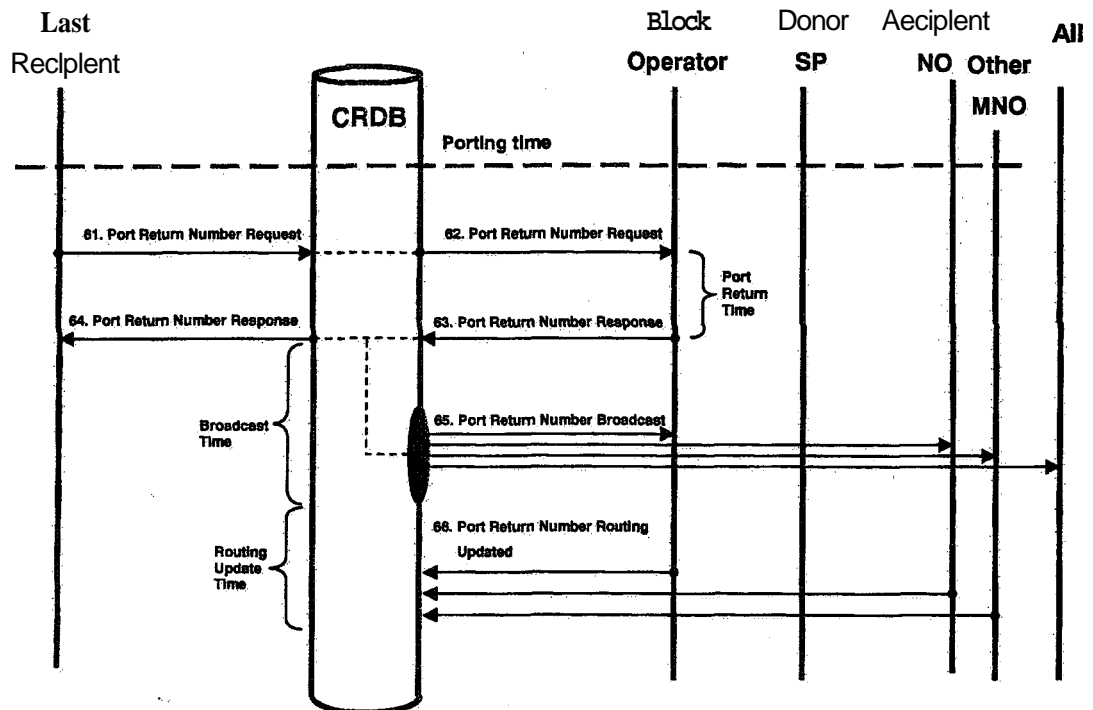 Last
Reclplent
CRDB
Block
Operator
Donor
SP
Aeciplent
NO
Other
MNO
All
Porting time
61. Port Return Number Request
62. Port Return Number Request
Port
Return
Time
64. Port Return Number Response
63. Port Return Number Response
Broadcast
Time
65. Port Return Number Broadcast
66. Port Return Number Routing
Updated
Routing
Update
Time